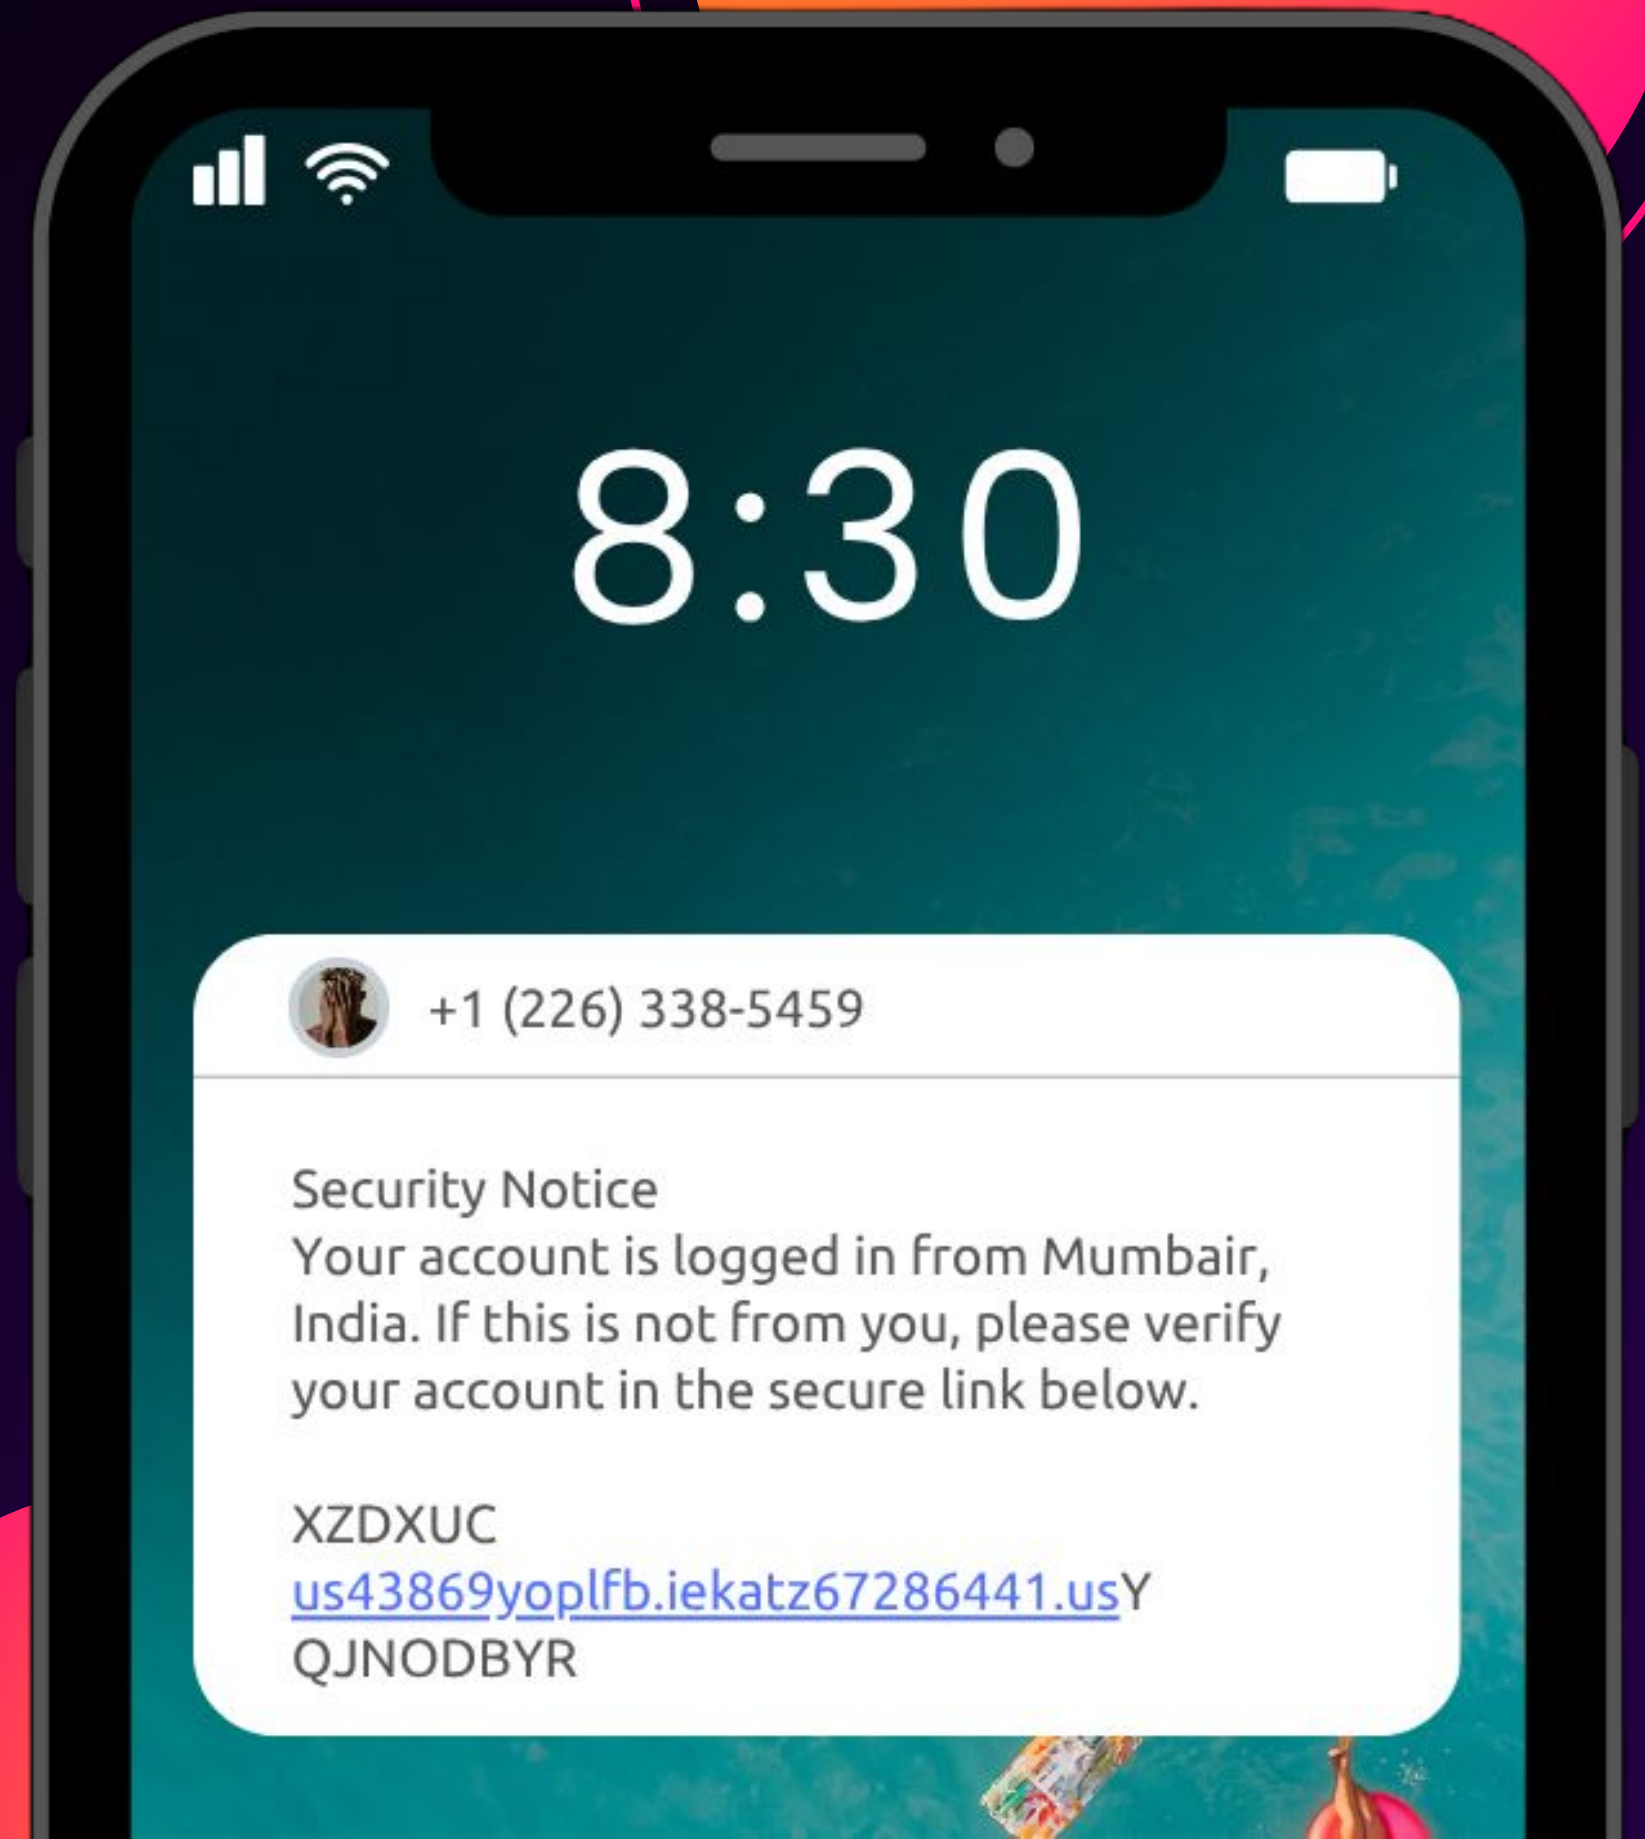 8:30
+1 (226) 338-5459
Security Notice
Your account is logged in from Mumbair,
India. If this is not from you, please verify
your account in the secure link below.
XZDXUC
us43869yoplfb.iekatz67286441.usY
QJNODBYR